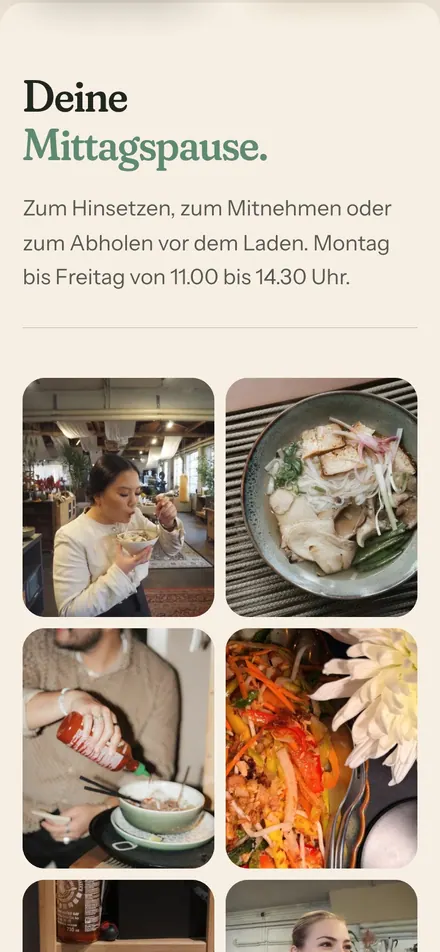 Deine
Mittagspause.
Zum Hinsetzen, zum Mitnehmen oder
zum Abholen vor dem Laden. Montag
bis Freitag von 11.00 bis 14.30 Uhr.